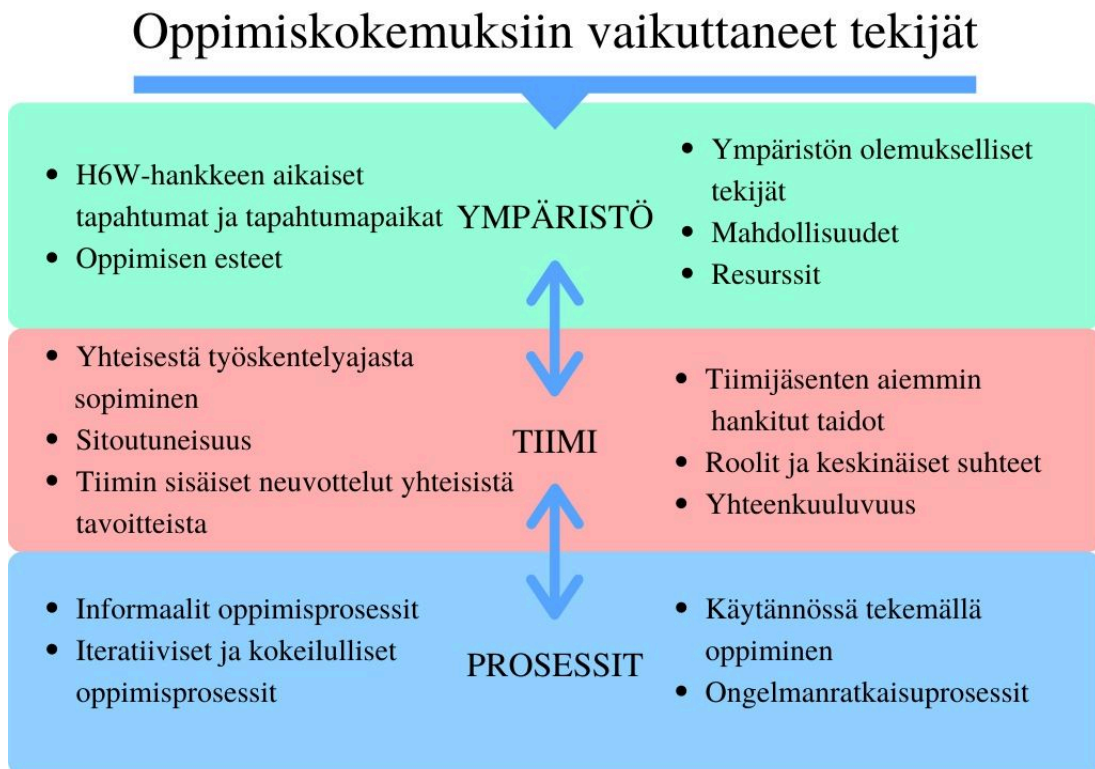 Oppimiskokemuksiin vaikuttaneet tekijät
H6W-hankkeen aikaiset
tapahtumat ja tapahtumapaikat
Oppimisen esteet
YMPÄRISTÖ
Ympäristön olemukselliset
tekijät
Mahdollisuudet
Resurssit
Yhteisestä työskentelyajasta
sopiminen
Sitoutuneisuus
Tiimin sisäiset neuvottelut yhteisistä
tavoitteista
TIIMI
Tiimijäsenten aiemmin
hankitut taidot
Roolit ja keskinäiset suhteet
Yhteenkuuluvuus
Informaalit oppimisprosessit
Iteratiiviset ja kokeilulliset
oppimisprosessit
PROSESSIT
Käytännössä tekemällä
oppiminen
Ongelmanratkaisuprosessit